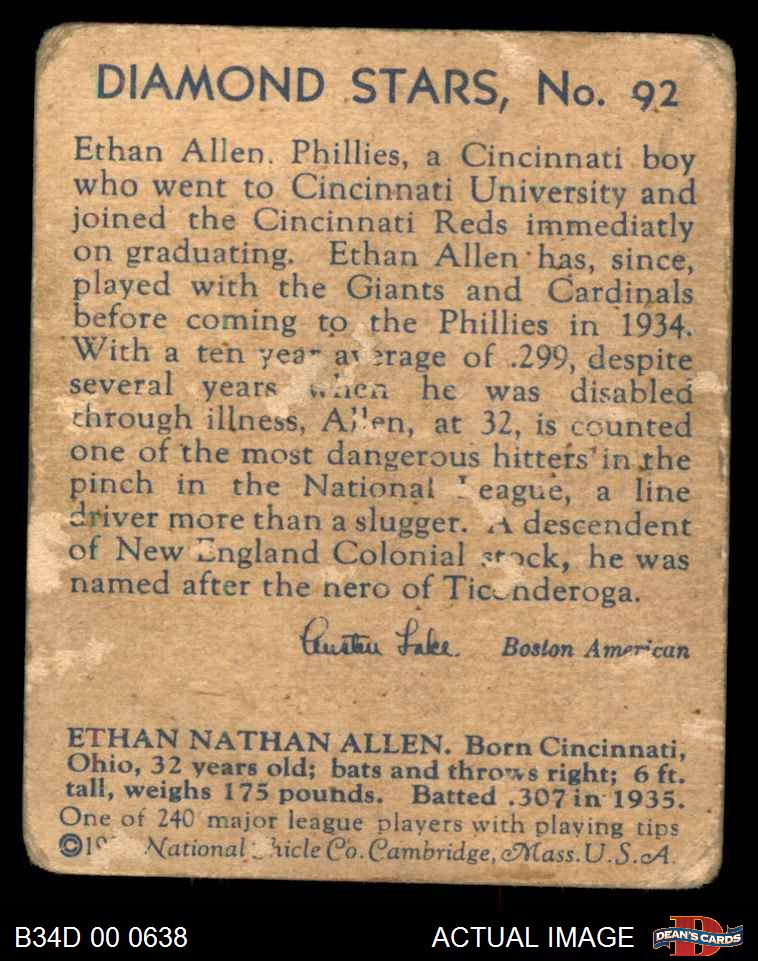 DIAMOND STARS, No. 92
Ethan Allen. Phillies, a Cincinnati boy
who went to Cincinnati University and
joined the Cincinnati Reds immediatly
on graduating. Ethan Allen has, since,
played with the Giants and Cardinals
before coming to the Phillies in 1934.
With a ten year average of .299, despite
several years when he was disabled
through illness, Allen, at 32, is counted
one of the most dangerous hitters in the
pinch in the National League, a line
driver more than a slugger. A descendent
of New England Colonial stock, he was
named after the hero of Ticonderoga.
Austen Lake. Boston American
ETHAN NATHAN ALLEN. Born Cincinnati,
Ohio, 32 years old; bats and throws right; 6 ft.
tall, weighs 175 pounds. Batted .307 in 1935.
One of 240 major league players with playing tips
© National Chicle Co. Cambridge, Mass. U.S.A.
B34D 00 0638 ACTUAL IMAGE DEAN'S CARDS